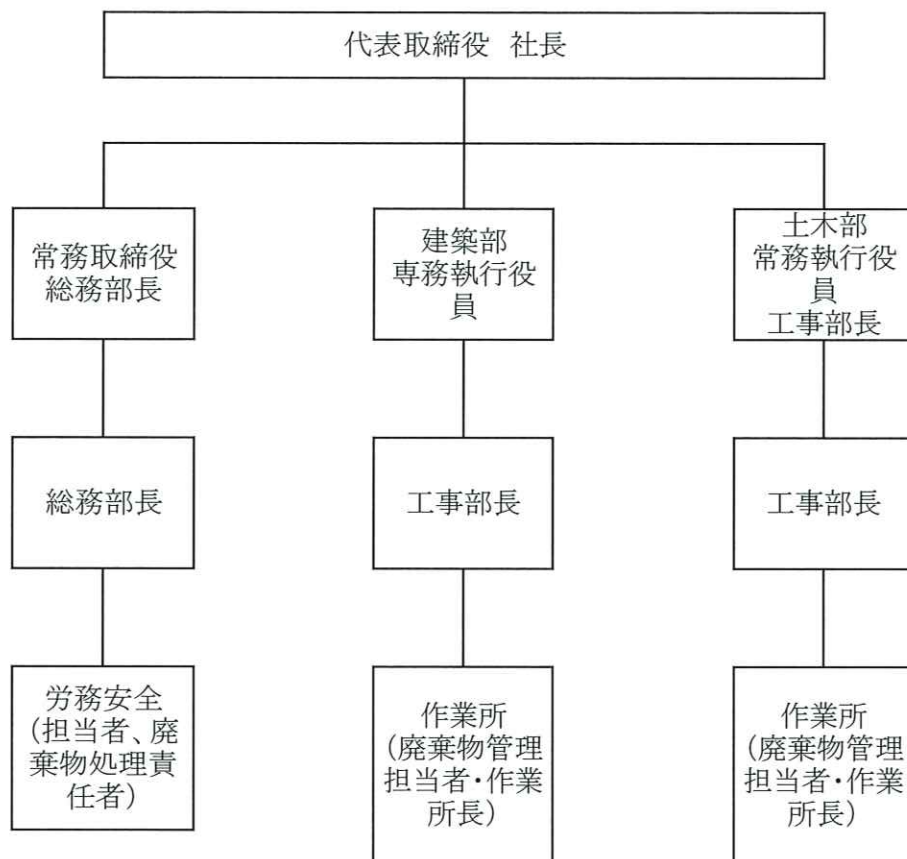 代表取締役 社長
常務取締役
総務部長
建築部
専務執行役
員
土木部
常務執行役
員
工事部長
総務部長
工事部長
工事部長
労務安全
(担当者、廃
棄物処理責
任者)
作業所
(廃棄物管理
担当者・作業
所長)
作業所
(廃棄物管理
担当者・作業
所長)